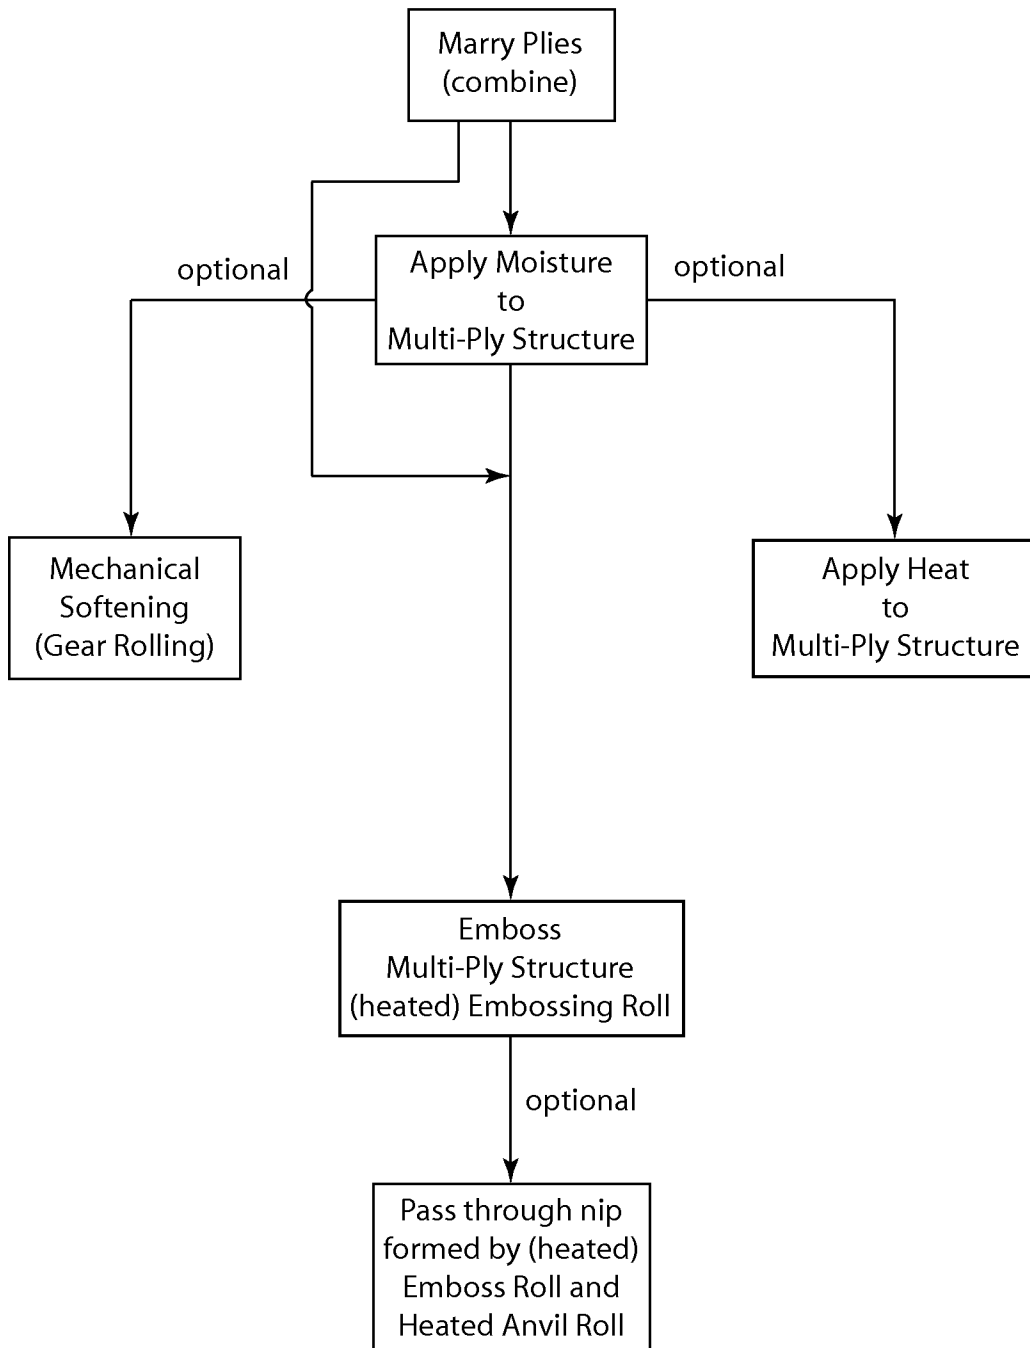 Marry Plies
(combine)
optional
Apply Moisture
to
Multi-Ply Structure
optional
Mechanical
Softening
(Gear Rolling)
Apply Heat
to
Multi-Ply Structure
Emboss
Multi-Ply Structure
(heated) Embossing Roll
optional
Pass through nip
formed by (heated)
Emboss Roll and
Heated Anvil Roll